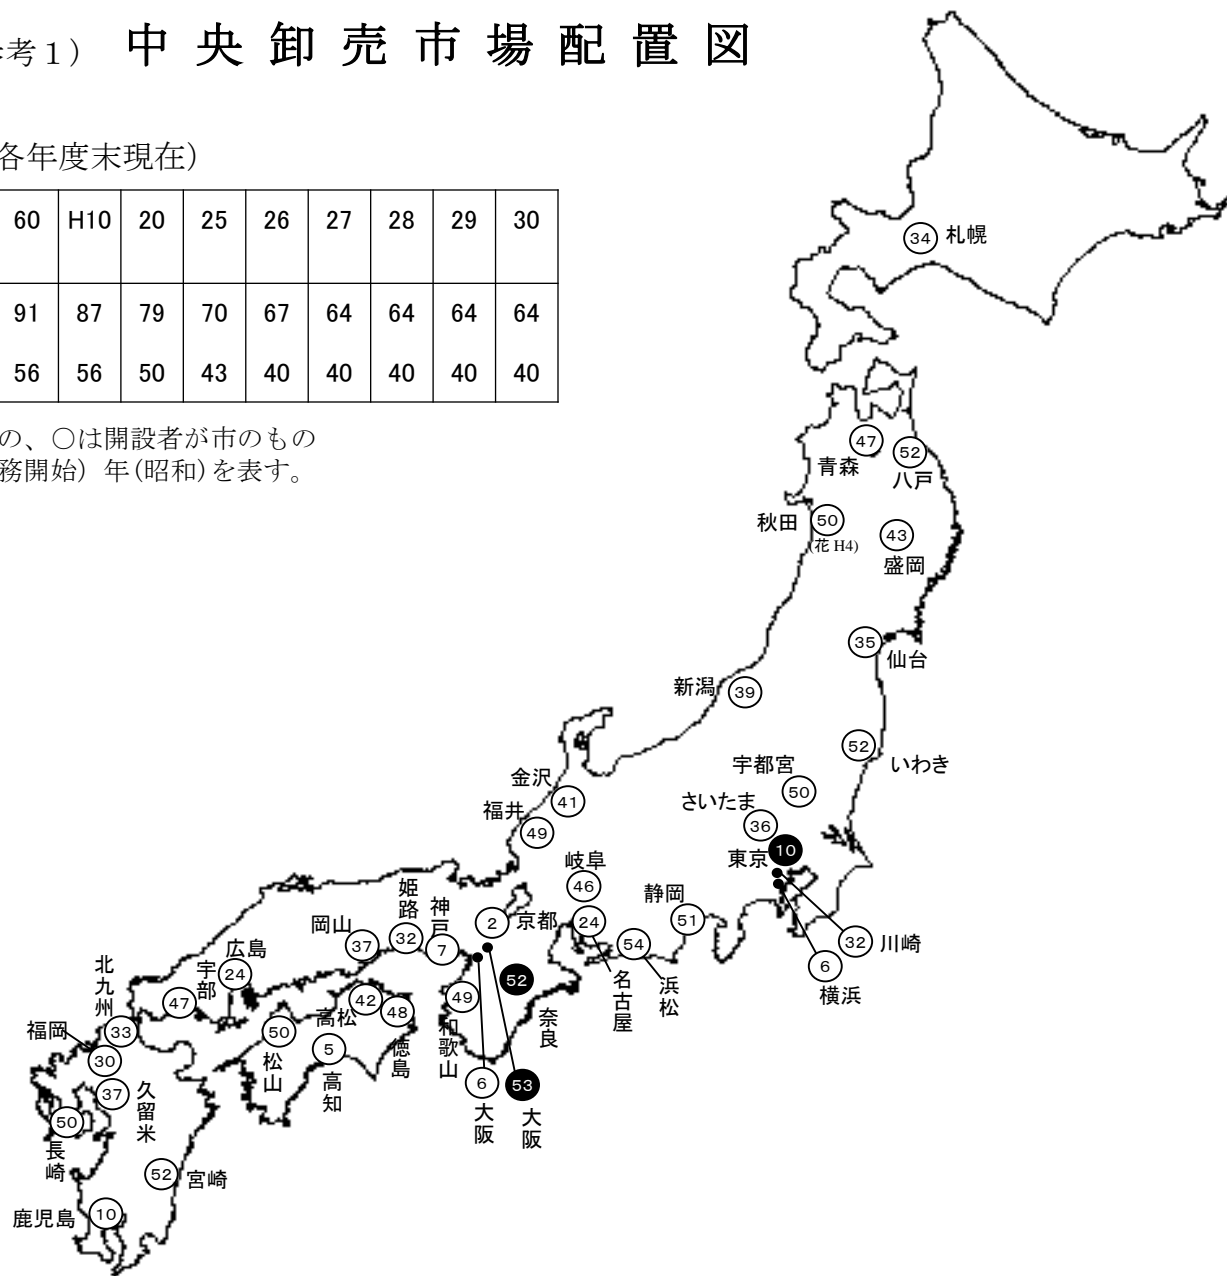 考１） 中央卸売市場配置図
各年度末現在）
60 H10 20 25 26 27 28 29 30
91 87 79 70 67 64 64 64 64
56 56 50 43 40 40 40 40 40
の、○は開設者が市のもの
務開始）年(昭和)を表す。
34 札幌
47 青森
52 八戸
秋田 50
(花 H4)
43 盛岡
35 仙台
新潟 39
52 いわき
宇都宮 50
さいたま 36
東京 10
金沢 41
福井 49
岐阜 46
静岡 51
32 川崎
6 横浜
54 浜松
24 名古屋
2 京都
神戸 7
姫路 32
岡山 37
広島 24
宇部 47
北九州 33
福岡 30
37 久留米
50 長崎
52 宮崎
鹿児島 10
50 松山
5 高知
高松 42
48 徳島
49 和歌山
52 奈良
6 大阪
53 大阪